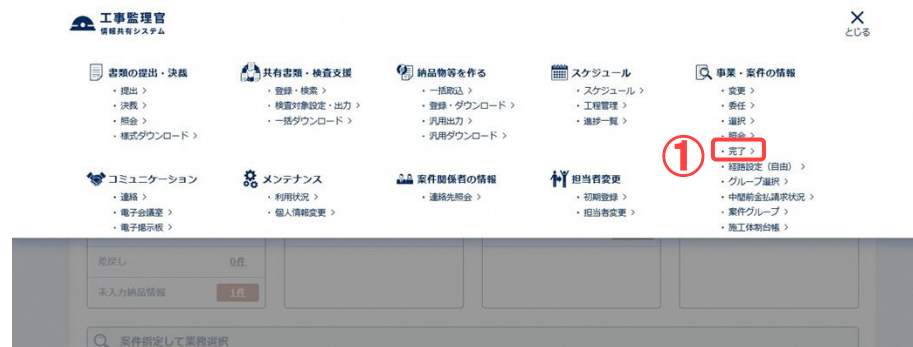 工事監理官
情報共有システム
とじる
書類の提出・決裁
・提出 >
・決裁 >
・照会 >
・様式ダウンロード >
共有書類・検査支援
・登録・検索 >
・検査対象設定・出力 >
・一括ダウンロード >
納品物等を作る
・一括取込 >
・登録・ダウンロード >
・汎用出力 >
・汎用ダウンロード >
スケジュール
・スケジュール >
・工程管理 >
・進捗一覧 >
事業・案件の情報
・変更 >
・委任 >
・選択 >
・照会 >
①
・完了 >
・経路設定（自由） >
・グループ選択 >
・中間前金払請求状況 >
・案件グループ >
・施工体制台帳 >
コミュニケーション
・連絡 >
・電子会議室 >
・電子掲示板 >
メンテナンス
・利用状況 >
・個人情報変更 >
案件関係者の情報
・連絡先照会 >
担当者変更
・初期登録 >
・担当者変更 >
差戻し 0件
未入力納品情報 1件
案件指定して業務選択